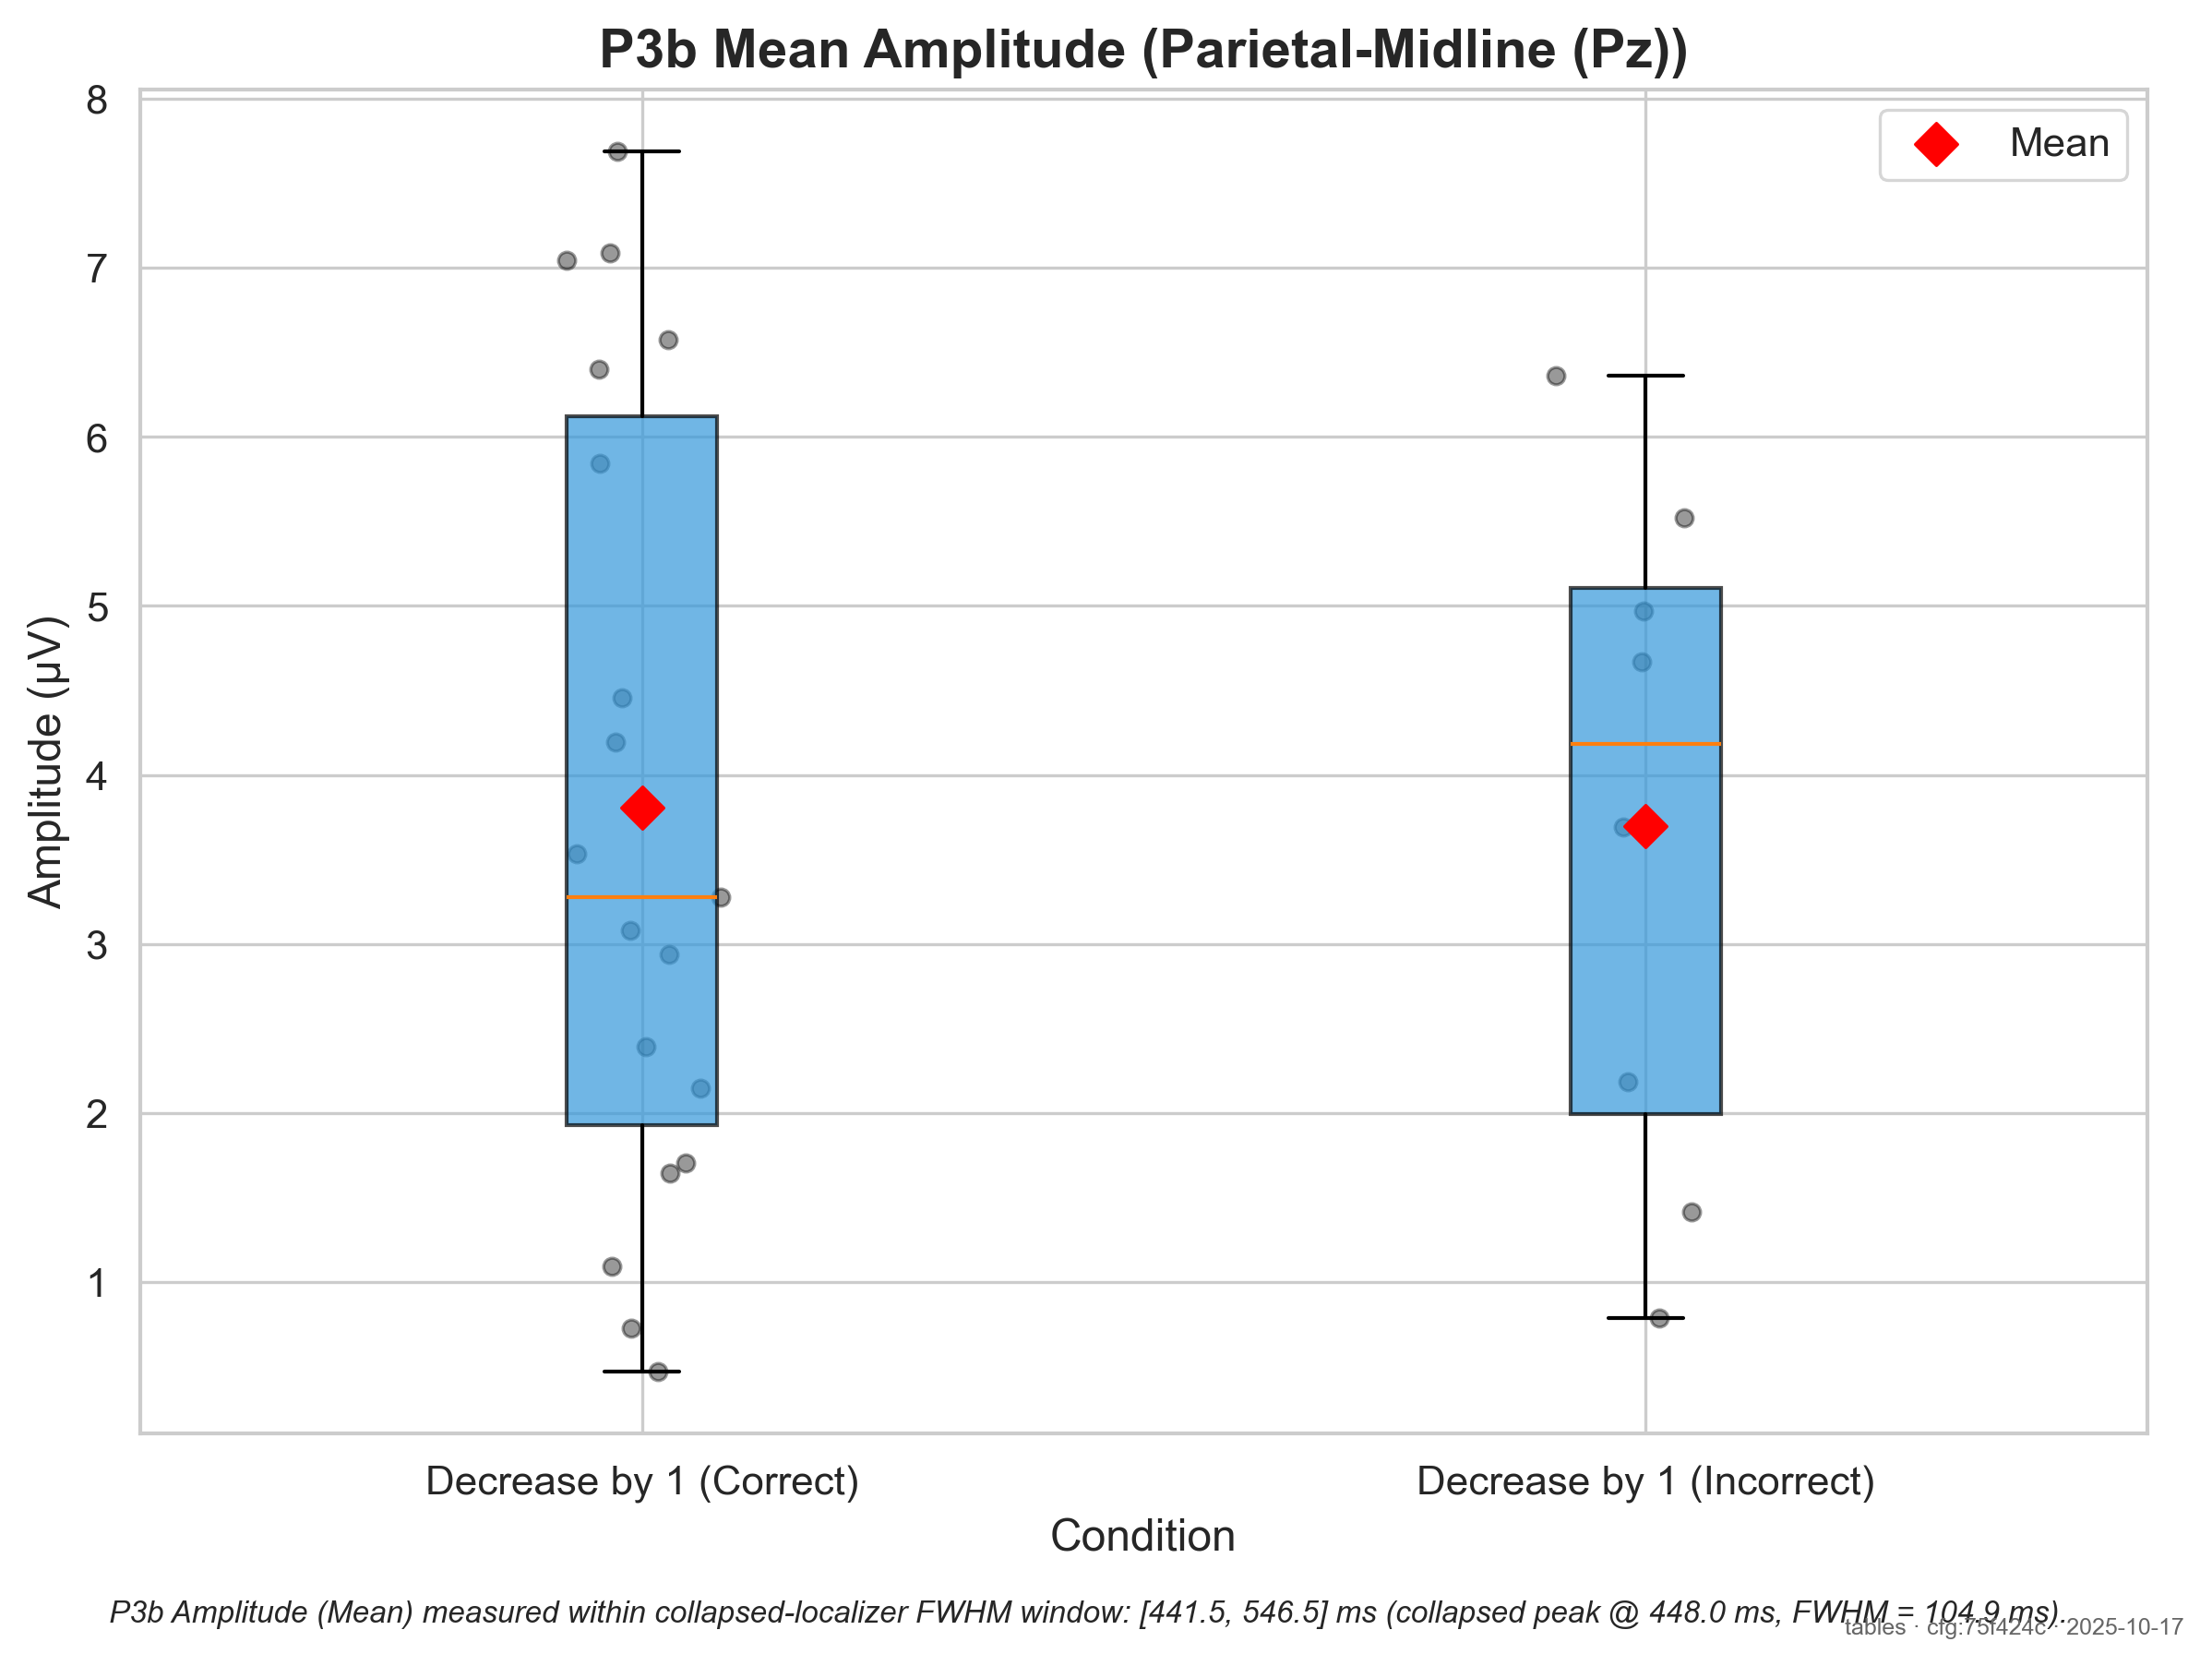 P3b Mean Amplitude (Parietal-Midline (Pz))
Mean
Amplitude (µV)
8
7
6
5
4
3
2
1
Decrease by 1 (Correct)
Decrease by 1 (Incorrect)
Condition
P3b Amplitude (Mean) measured within collapsed-localizer FWHM window: [441.5, 546.5] ms (collapsed peak @ 448.0 ms, FWHM = 104.9 ms).
tables · cfg:75f424c · 2025-10-17